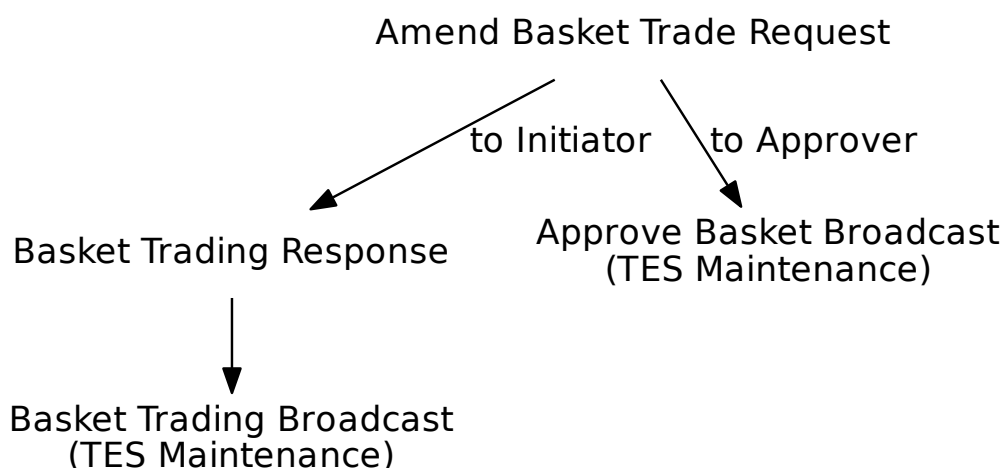 Amend Basket Trade Request
to Initiator
to Approver
Basket Trading Response
Approve Basket Broadcast
(TES Maintenance)
Basket Trading Broadcast
(TES Maintenance)